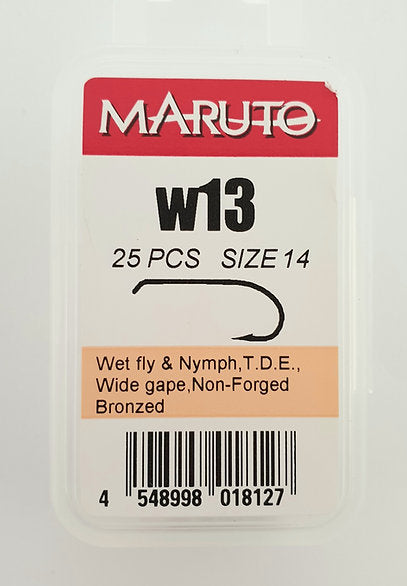 MARUTO
w13
25 PCS SIZE 14
Wet fly & Nymph,T.D.E.,
Wide gape,Non-Forged
Bronzed
4 548998 018127